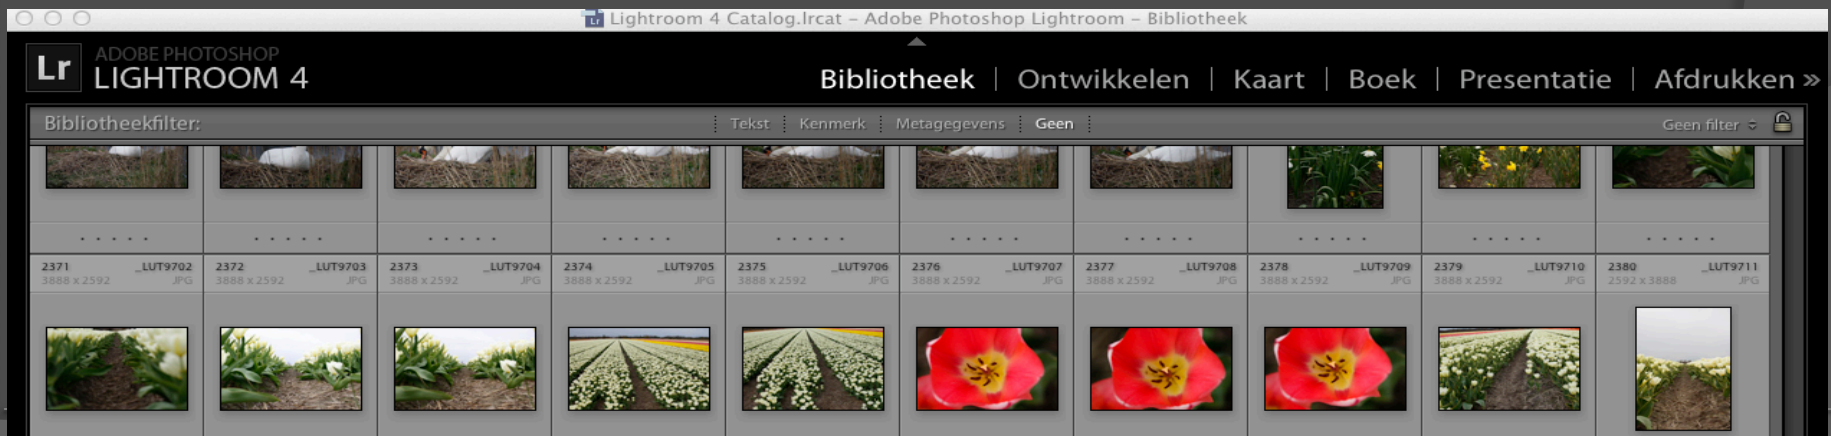 Lightroom 4 Catalog.lrcat – Adobe Photoshop Lightroom – Bibliotheek
Lr
ADOBE PHOTOSHOP
LIGHTROOM 4
Bibliotheek | Ontwikkelen | Kaart | Boek | Presentatie | Afdrukken »
Bibliotheekfilter: Tekst Kenmerk Metagegevens Geen Geen filter
2371 _LUT9702 2372 _LUT9703 2373 _LUT9704 2374 _LUT9705 2375 _LUT9706 2376 _LUT9707 2377 _LUT9708 2378 _LUT9709 2379 _LUT9710 2380 _LUT9711
3888 x 2592 JPG 3888 x 2592 JPG 3888 x 2592 JPG 3888 x 2592 JPG 3888 x 2592 JPG 3888 x 2592 JPG 3888 x 2592 JPG 3888 x 2592 JPG 3888 x 2592 JPG 2592 x 3888 JPG